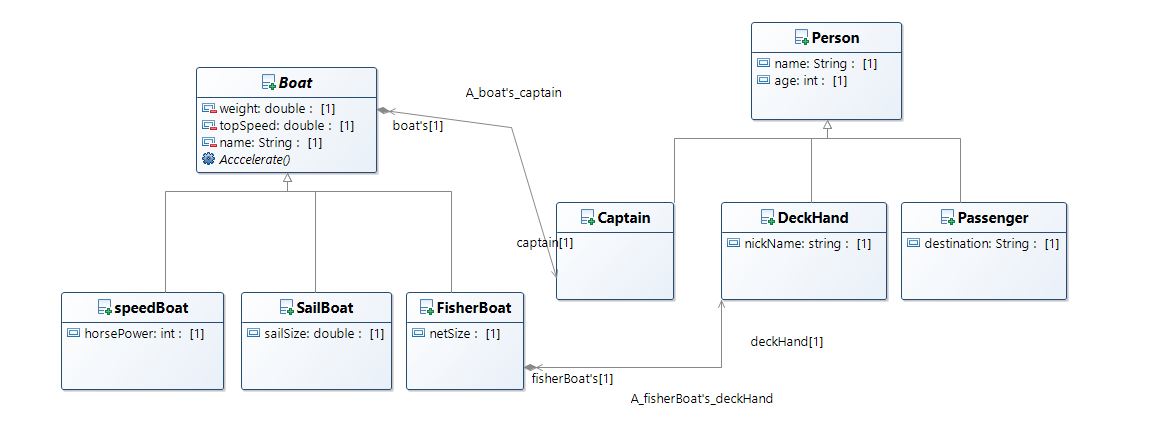 Person
name: String : [1]
age: int : [1]
Boat
weight: double : [1]
topSpeed: double : [1]
name: String : [1]
Acccelerate()
A_boat's_captain
boat's[1]
captain[1]
Captain
DeckHand
nickName: string : [1]
Passenger
destination: String : [1]
speedBoat
horsePower: int : [1]
SailBoat
sailSize: double : [1]
FisherBoat
netSize : [1]
deckHand[1]
fisherBoat's[1]
A_fisherBoat's_deckHand